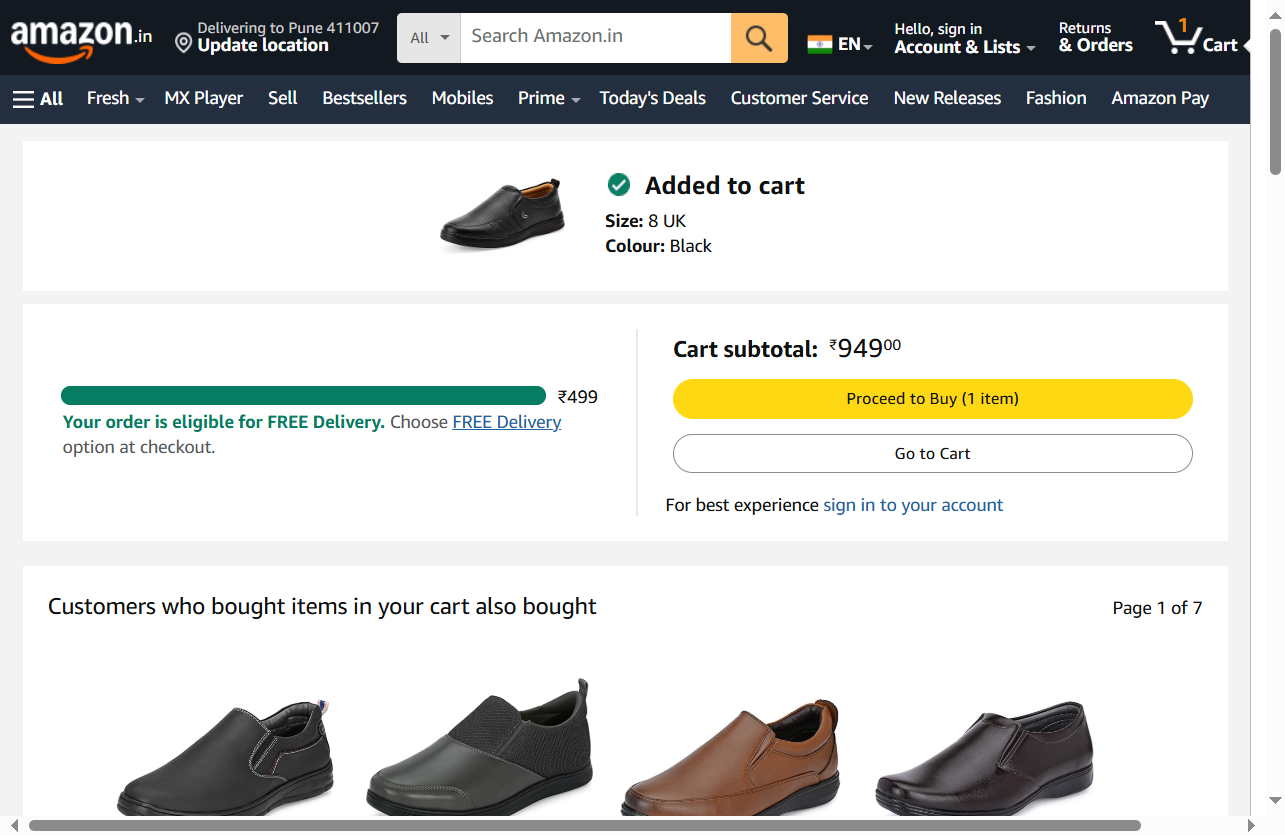 amazon.in
Delivering to Pune 411007
Update location
All
Search Amazon.in
EN
Hello, sign in
Account & Lists
Returns
& Orders
1
Cart
All
Fresh
MX Player
Sell
Bestsellers
Mobiles
Prime
Today's Deals
Customer Service
New Releases
Fashion
Amazon Pay
Added to cart
Size: 8 UK
Colour: Black
₹499
Your order is eligible for FREE Delivery. Choose FREE Delivery
option at checkout.
Cart subtotal: ₹94900
Proceed to Buy (1 item)
Go to Cart
For best experience sign in to your account
Customers who bought items in your cart also bought
Page 1 of 7